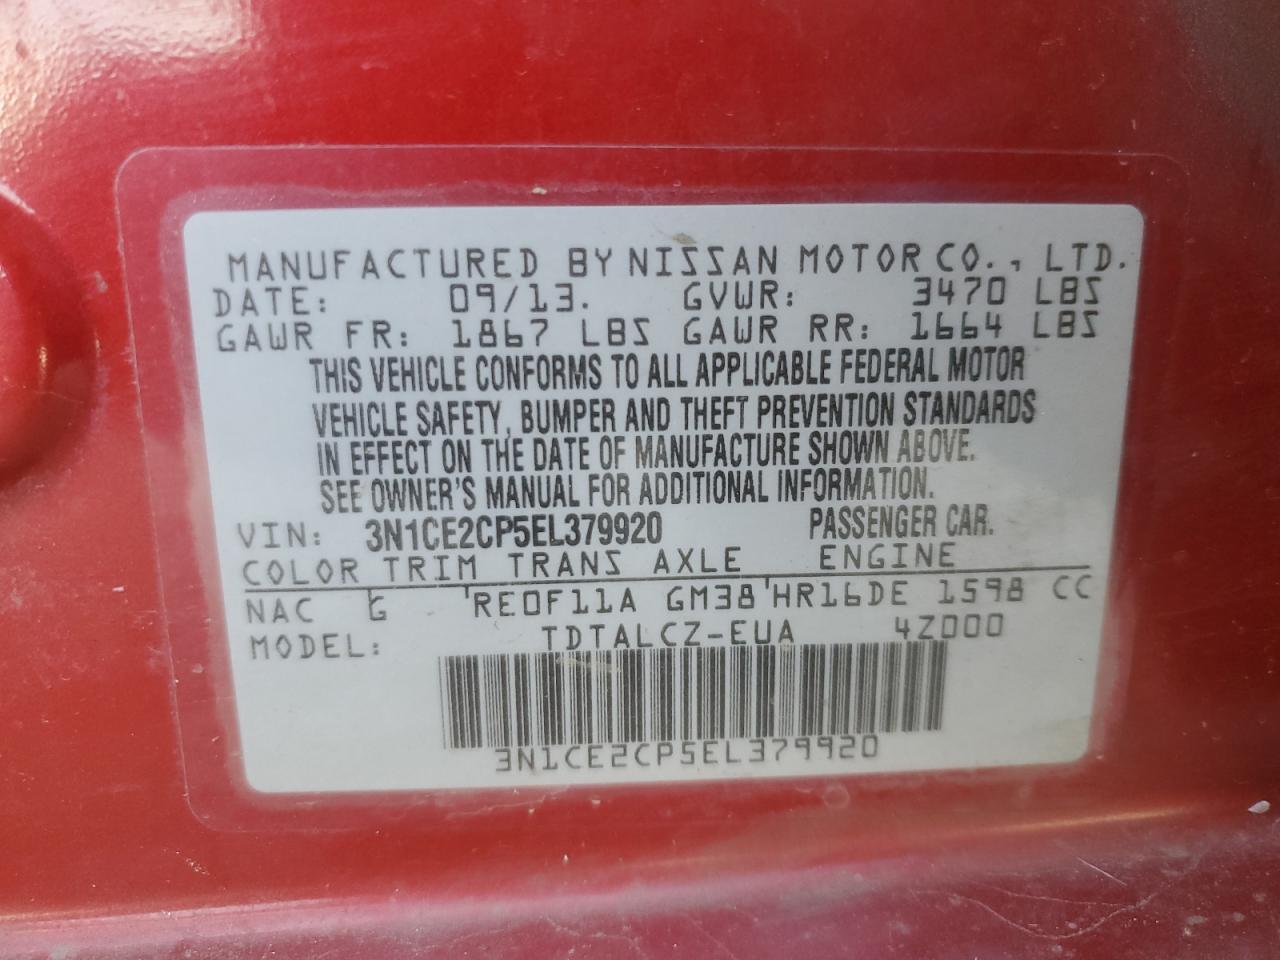 MANUFACTURED BY NISSAN MOTOR CO., LTD.
DATE: 09/13. GVWR: 3470 LBS
GAWR FR: 1867 LBS GAWR RR: 1664 LBS
THIS VEHICLE CONFORMS TO ALL APPLICABLE FEDERAL MOTOR
VEHICLE SAFETY, BUMPER AND THEFT PREVENTION STANDARDS
IN EFFECT ON THE DATE OF MANUFACTURE SHOWN ABOVE.
SEE OWNER'S MANUAL FOR ADDITIONAL INFORMATION.
VIN: 3N1CE2CP5EL379920 PASSENGER CAR.
COLOR TRIM TRANS AXLE ENGINE
NAC G 'RE0F11A GM38'HR16DE 1598 CC
MODEL: TDTALCZ-EUA 4Z000
3N1CE2CP5EL379920